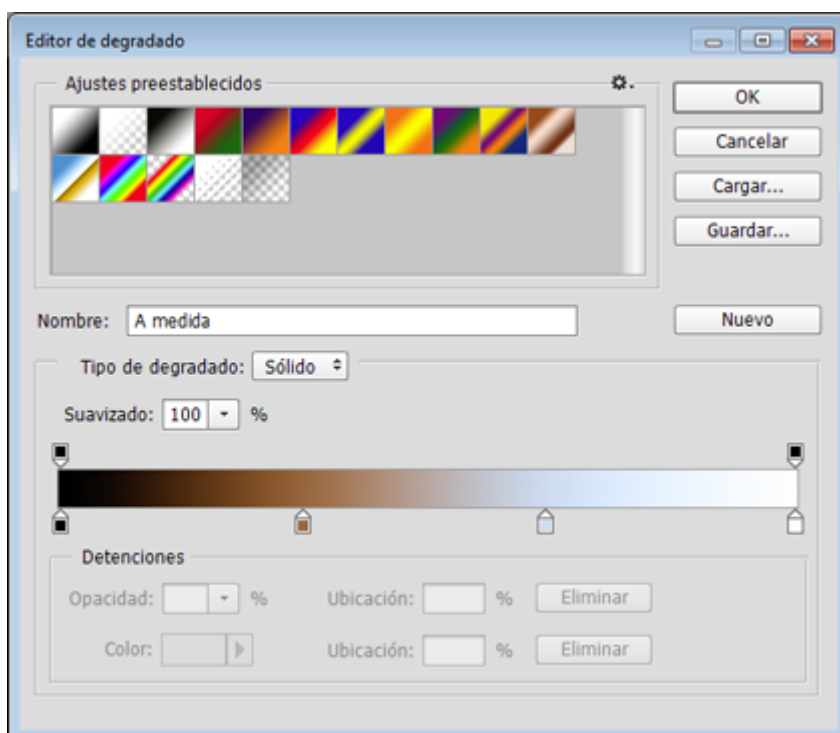 Editor de degradado
Ajustes preestablecidos
OK
Cancelar
Cargar...
Guardar...
Nombre: A medida
Nuevo
Tipo de degradado: Sólido
Suavizado: 100 %
Detenciones
Opacidad: % Ubicación: % Eliminar
Color: Ubicación: % Eliminar